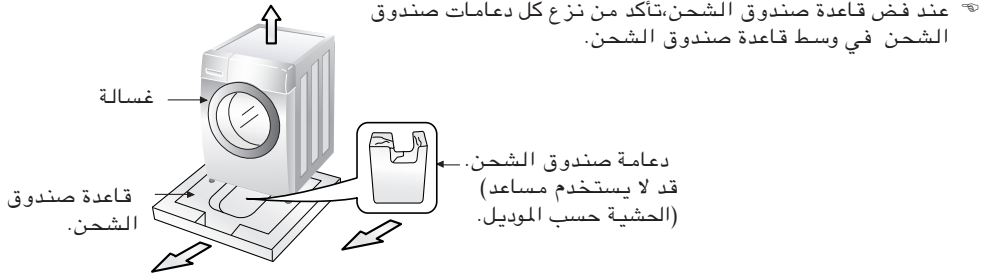 ☞ عند فض قاعدة صندوق الشحن،تأكد من نزع كل دعامات صندوق
الشحن في وسط قاعدة صندوق الشحن.
غسالة
دعامة صندوق الشحن.
قد لا يستخدم مساعد)
(الحشية حسب الموديل.
قاعدة صندوق
الشحن.